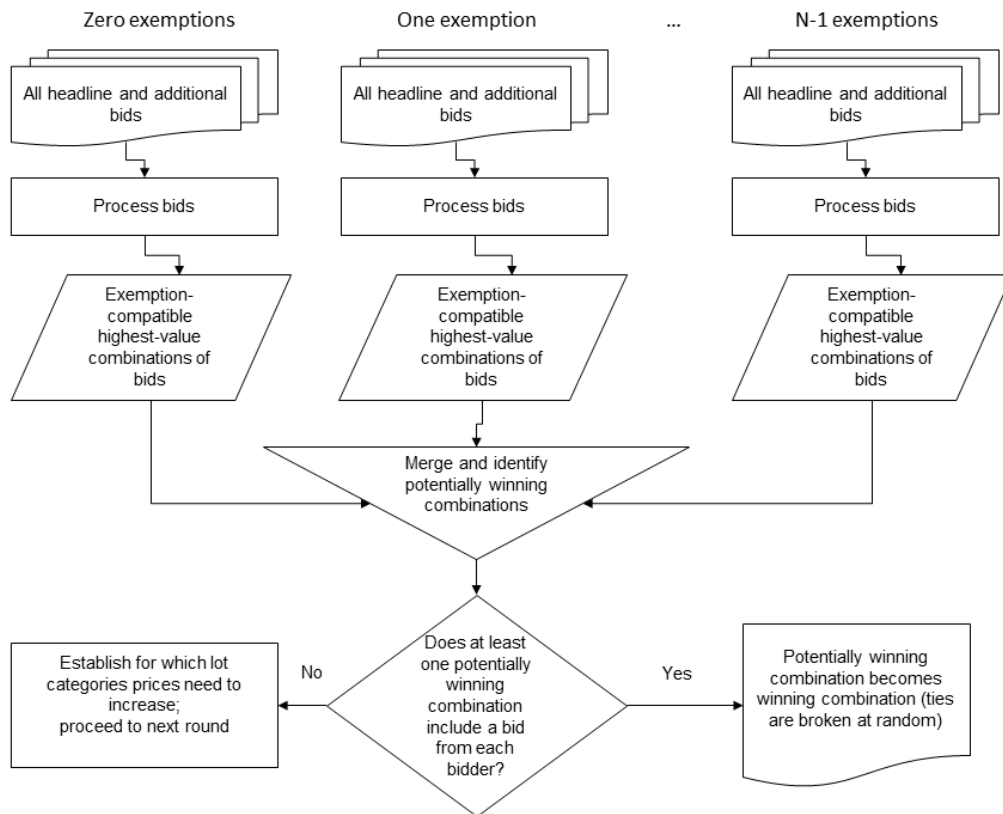 Zero exemptions
One exemption
...
N-1 exemptions
All headline and additional
bids
All headline and additional
bids
All headline and additional
bids
Process bids
Process bids
Process bids
Exemption-
compatible
highest-value
combinations of
bids
Exemption-
compatible
highest-value
combinations of
bids
Exemption-
compatible
highest-value
combinations of
bids
Merge and identify
potentially winning
combinations
Does at least
one potentially
winning
combination
include a bid
from each
bidder?
No
Establish for which lot
categories prices need to
increase;
proceed to next round
Yes
Potentially winning
combination becomes
winning combination (ties
are broken at random)